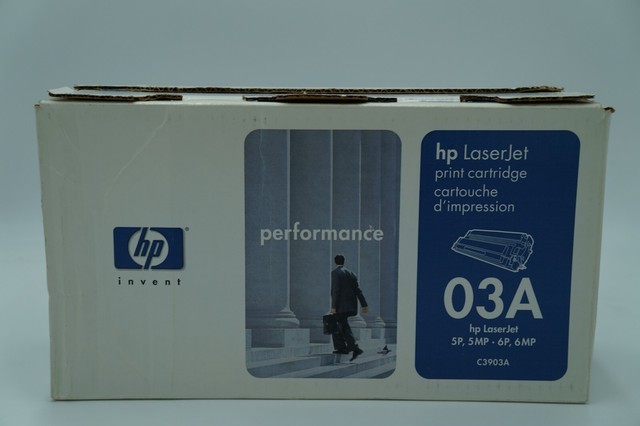 hp
invent
performance
hp LaserJet
print cartridge
cartouche
d'impression
03A
hp LaserJet
5P, 5MP - 6P, 6MP
C3903A